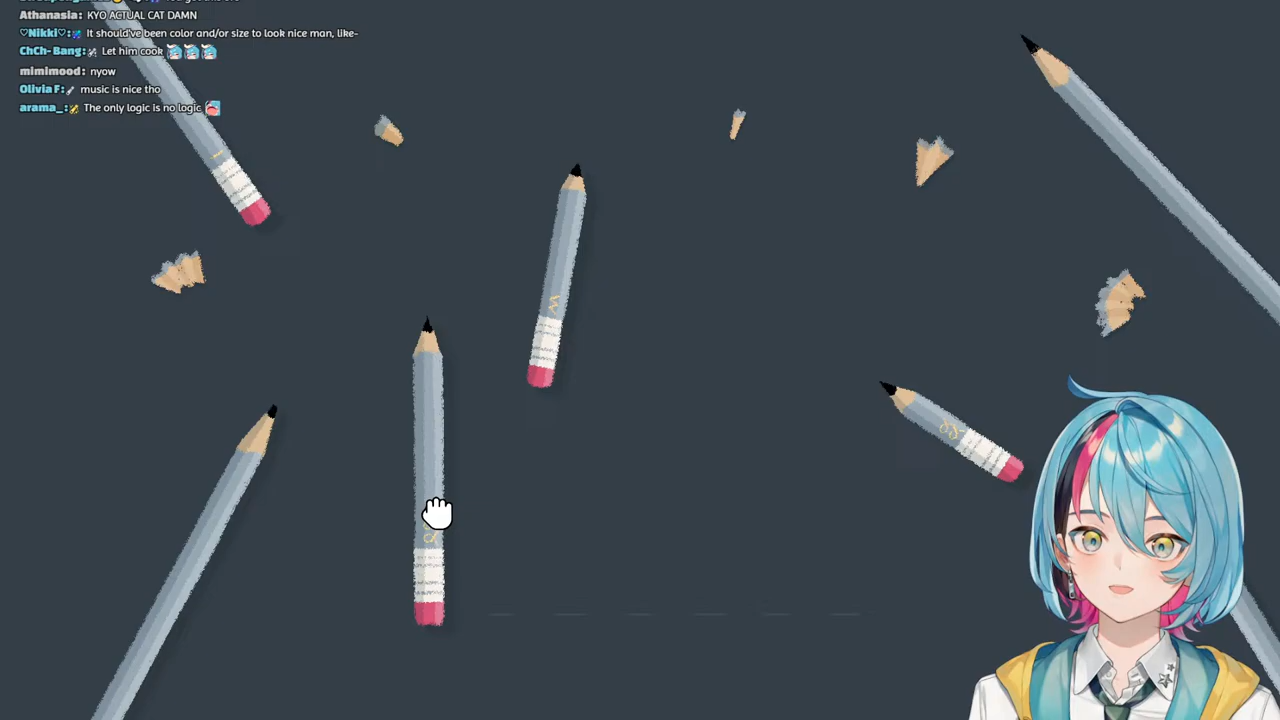 Athanasia: KYO ACTUAL CAT DAMN
♡Nikki♡: It should've been color and/or size to look nice man, like-
ChCh-Bang: Let him cook
mimimood: nyow
Olivia F: music is nice tho
arama_: The only logic is no logic